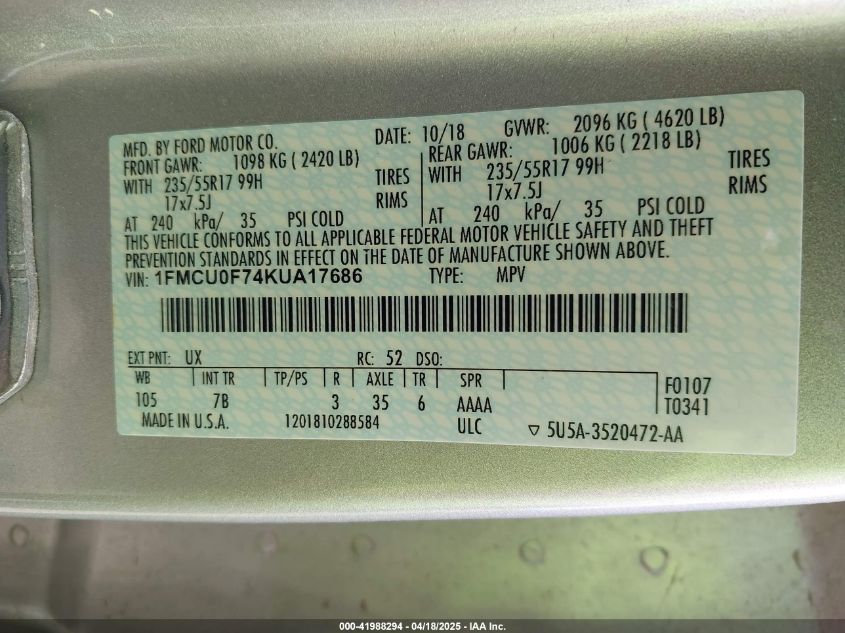 MFD. BY FORD MOTOR CO. DATE: 10/18 GVWR: 2096 KG ( 4620 LB)
FRONT GAWR: 1098 KG ( 2420 LB) REAR GAWR: 1006 KG ( 2218 LB)
WITH 235/55R17 99H TIRES WITH 235/55R17 99H TIRES
17x7.5J RIMS 17x7.5J RIMS
AT 240 kPa/ 35 PSI COLD AT 240 kPa/ 35 PSI COLD
THIS VEHICLE CONFORMS TO ALL APPLICABLE FEDERAL MOTOR VEHICLE SAFETY AND THEFT
PREVENTION STANDARDS IN EFFECT ON THE DATE OF MANUFACTURE SHOWN ABOVE.
VIN: 1FMCU0F74KUA17686 TYPE: MPV
EXT PNT: UX RC: 52 DSO:
WB INT TR TP/PS R AXLE TR SPR F0107
105 7B 3 35 6 AAAA T0341
MADE IN U.S.A. 1201810288584 ULC ▽ 5U5A-3520472-AA
000-41988294 - 04/18/2025 - IAA Inc.